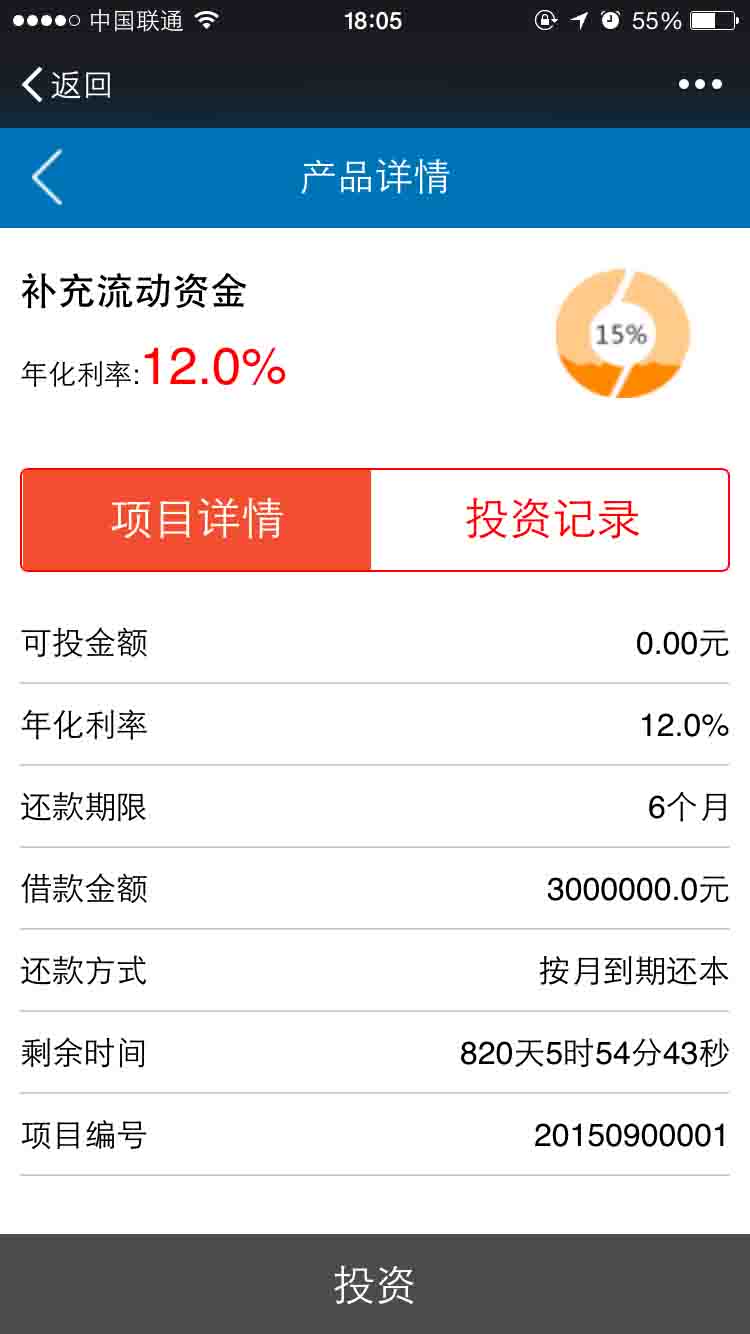 中国联通 18:05 55%
返回
产品详情
补充流动资金
年化利率:12.0%
15%
项目详情 投资记录
可投金额 0.00元
年化利率 12.0%
还款期限 6个月
借款金额 3000000.0元
还款方式 按月到期还本
剩余时间 820天5时54分43秒
项目编号 20150900001
投资